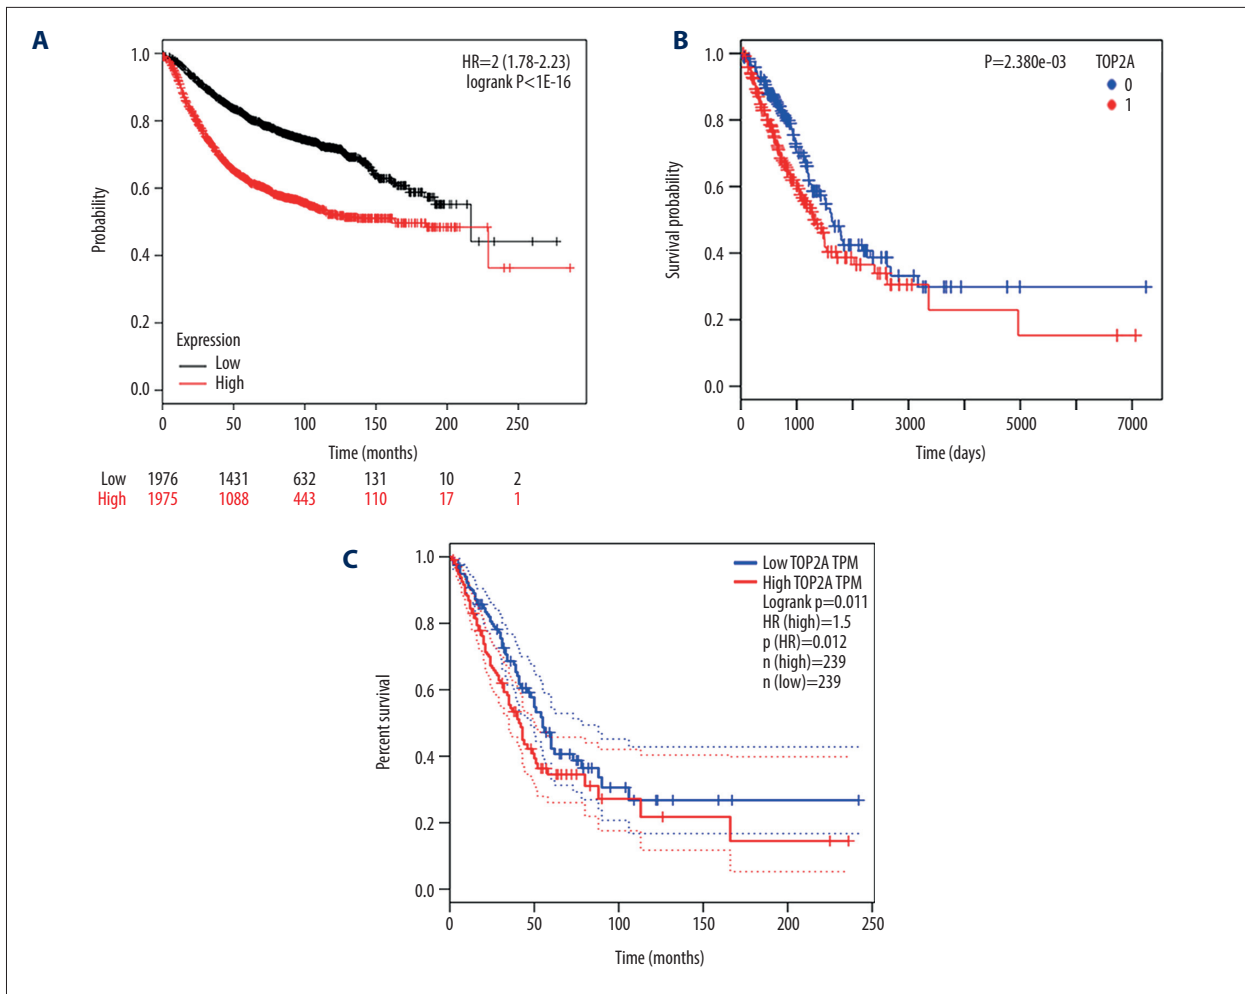 A
HR=2 (1.78-2.23)
logrank P<1E-16
1.0
0.8
0.6
0.4
0.2
0.0
Probability
Expression
Low
High
0 50 100 150 200 250
Time (months)
Low 1976 1431 632 131 10 2
High 1975 1088 443 110 17 1
B
P=2.380e-03
TOP2A
0
1
1.0
0.8
0.6
0.4
0.2
0.0
Survival probability
0 1000 3000 5000 7000
Time (days)
C
Low TOP2A TPM
High TOP2A TPM
Logrank p=0.011
HR (high)=1.5
p (HR)=0.012
n (high)=239
n (low)=239
1.0
0.8
0.6
0.4
0.2
0.0
Percent survival
0 50 100 150 200 250
Time (months)